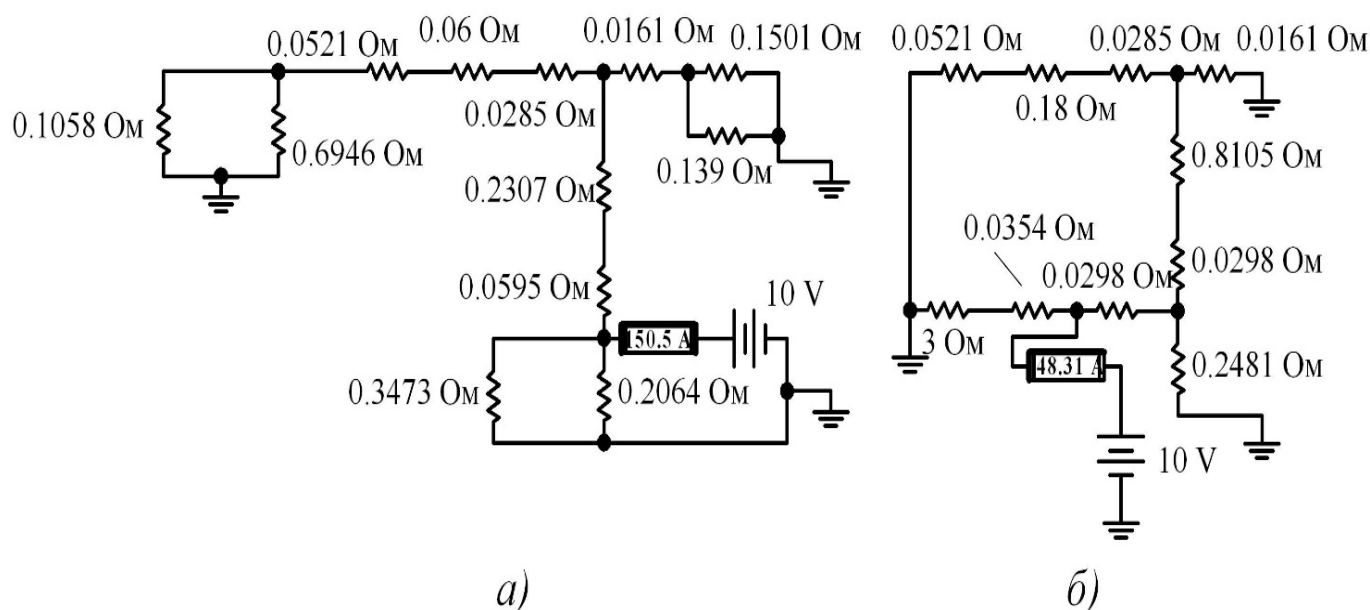 0.0521 Ом
0.06 Ом
0.0161 Ом
0.1501 Ом
0.1058 Ом
0.6946 Ом
0.0285 Ом
0.139 Ом
0.2307 Ом
0.0595 Ом
10 V
150.5 A
0.3473 Ом
0.2064 Ом
а)
0.0521 Ом
0.0285 Ом
0.0161 Ом
0.18 Ом
0.8105 Ом
0.0354 Ом
0.0298 Ом
0.0298 Ом
3 Ом
48.31 A
0.2481 Ом
10 V
б)